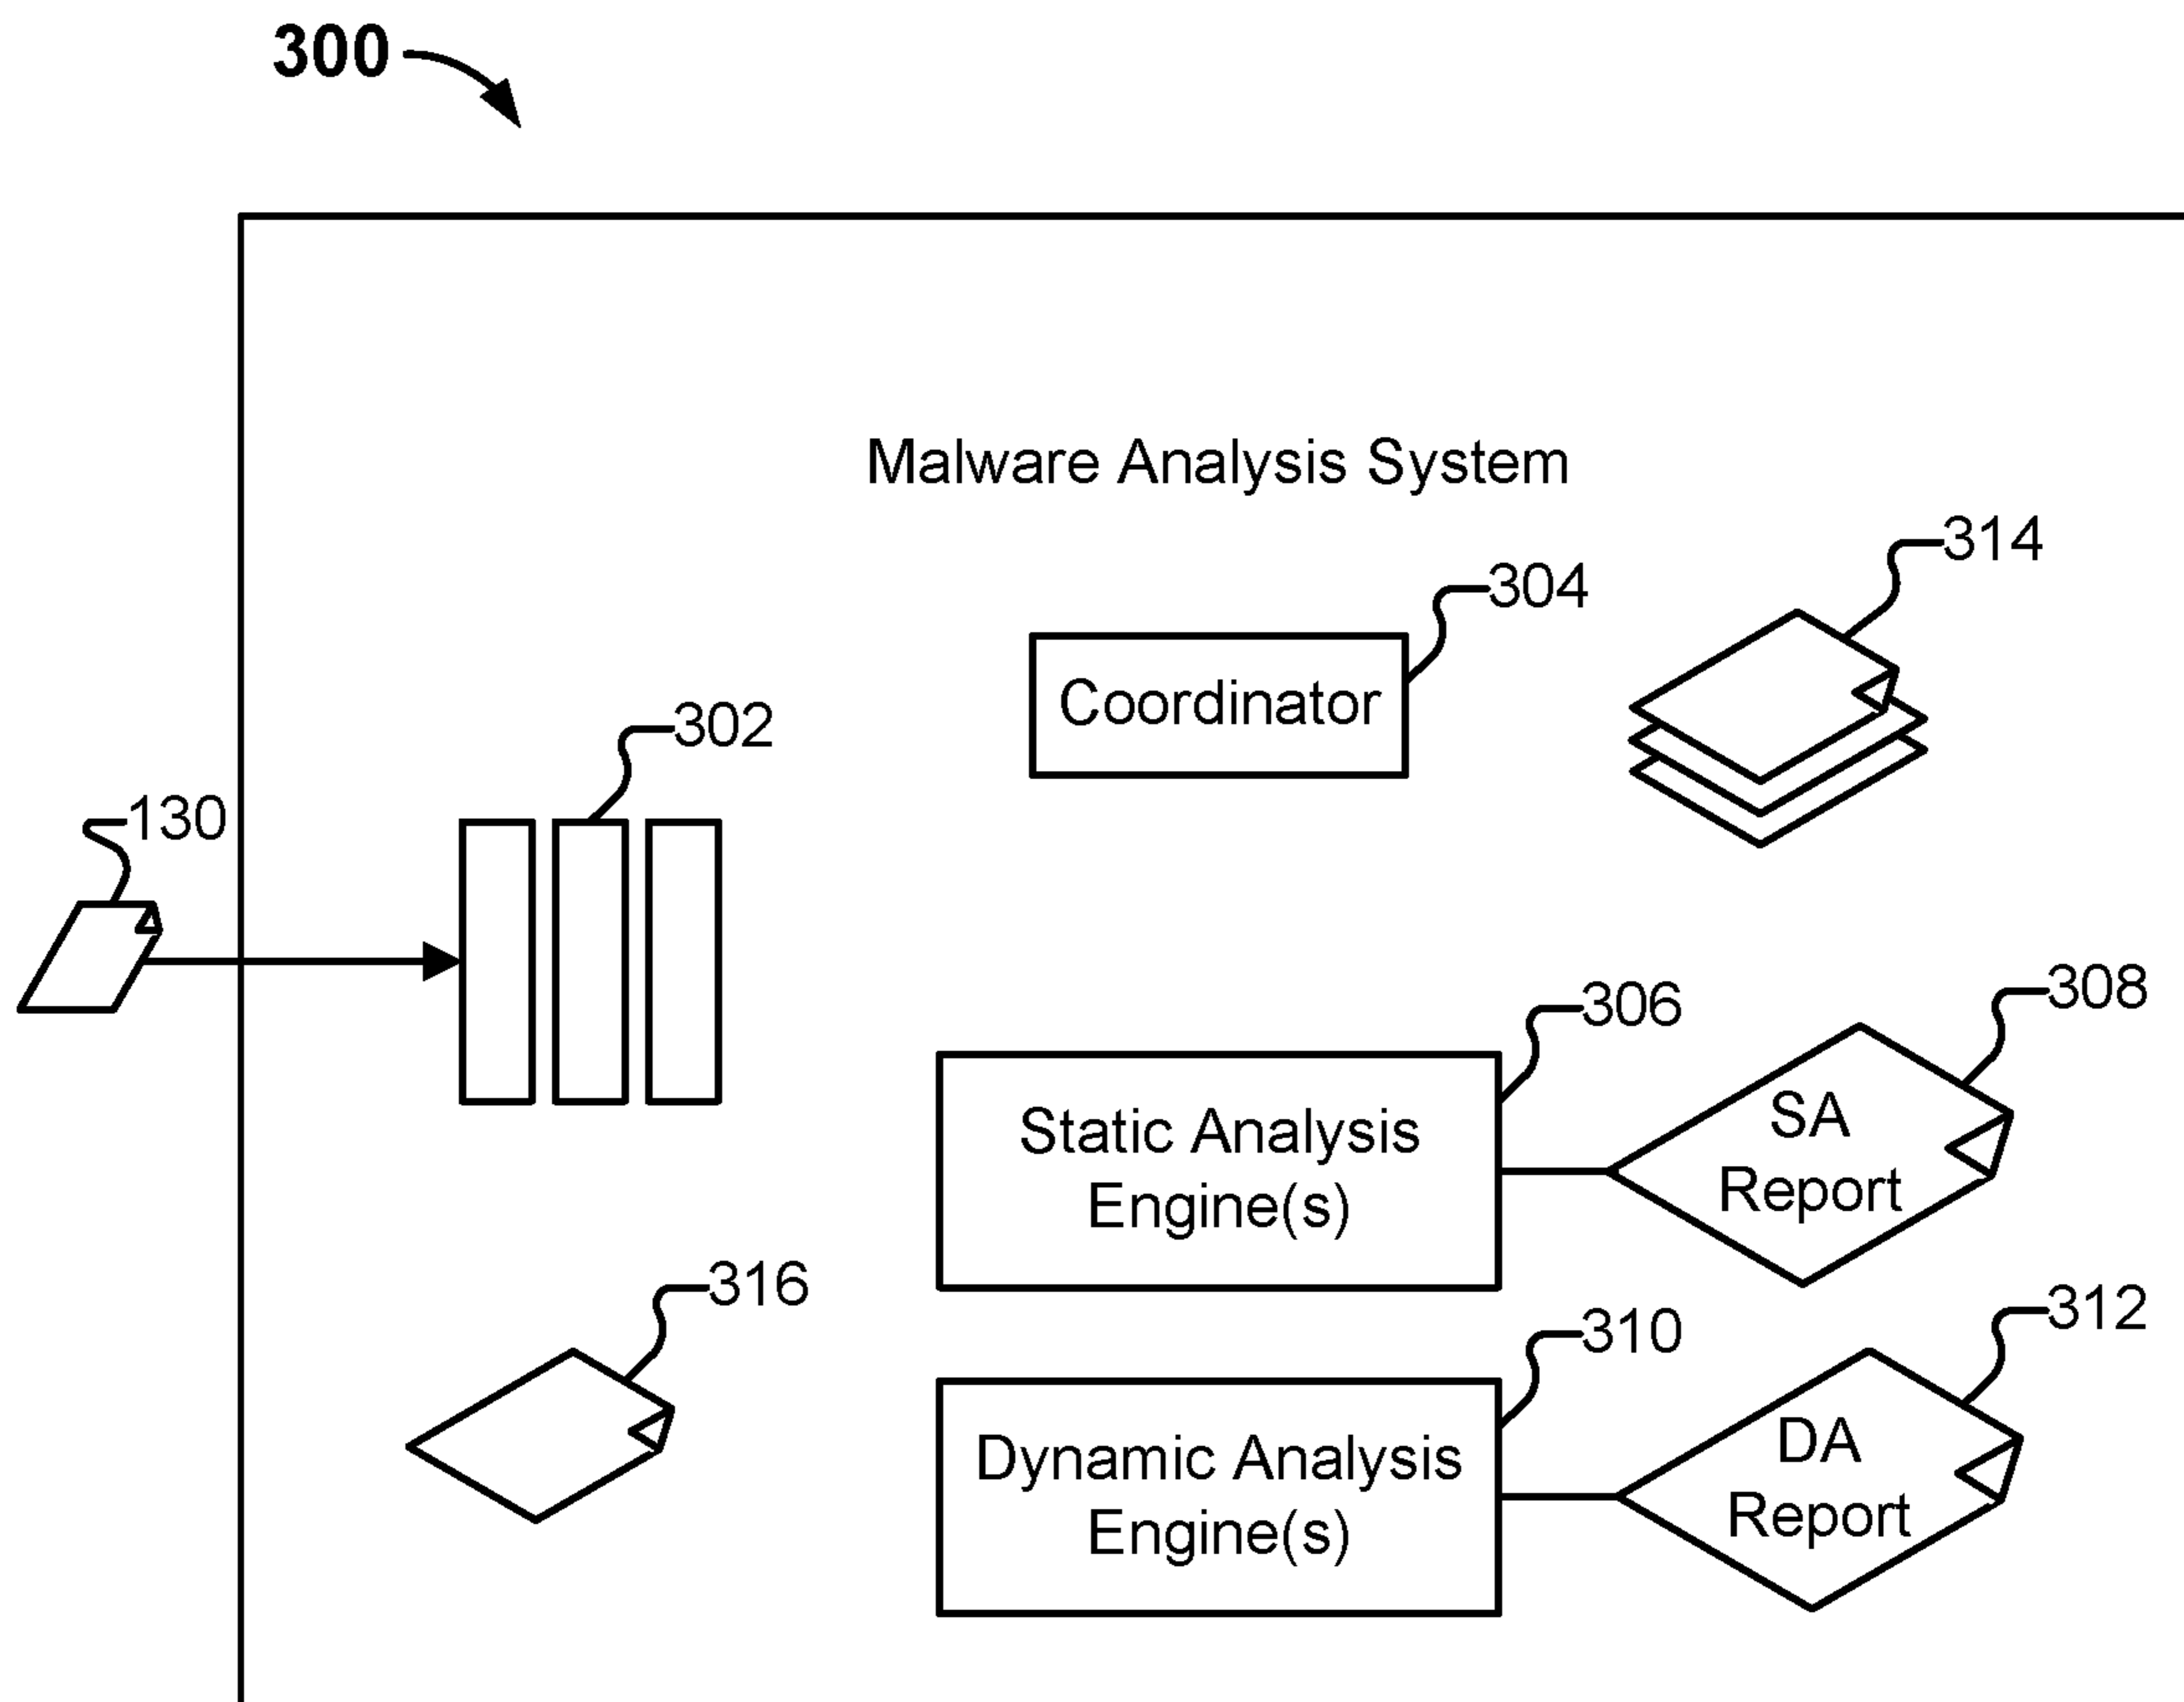 300
Malware Analysis System
314
304
Coordinator
302
130
308
306
SA
Report
Static Analysis
Engine(s)
316
312
310
DA
Report
Dynamic Analysis
Engine(s)